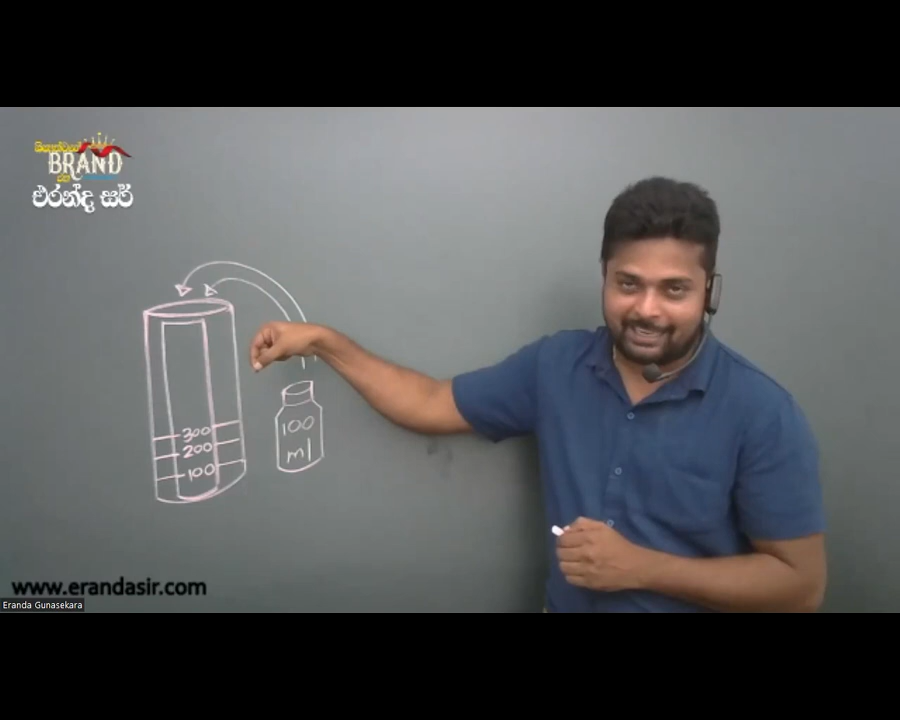 BRAND
එරන්ද සර්
300
200
100
100
ml
www.erandasir.com
Eranda Gunasekara